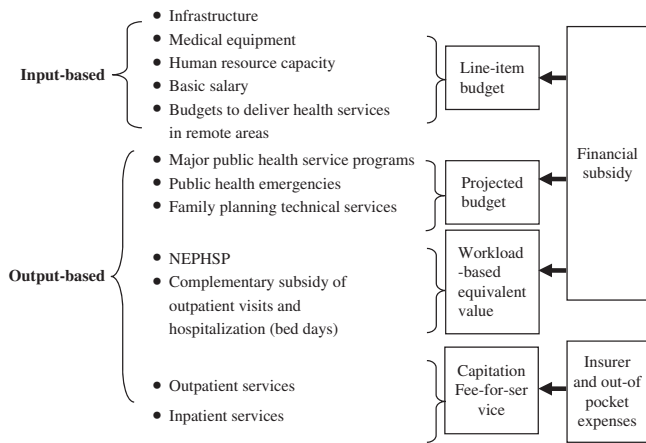 Input-based
• Infrastructure
• Medical equipment
• Human resource capacity
• Basic salary
• Budgets to deliver health services
in remote areas
Line-item
budget
Financial
subsidy
Output-based
• Major public health service programs
• Public health emergencies
• Family planning technical services
Projected
budget
• NEPHSP
• Complementary subsidy of
outpatient visits and
hospitalization (bed days)
Workload
-based
equivalent
value
• Outpatient services
• Inpatient services
Capitation
Fee-for-ser
vice
Insurer
and out-of
pocket
expenses